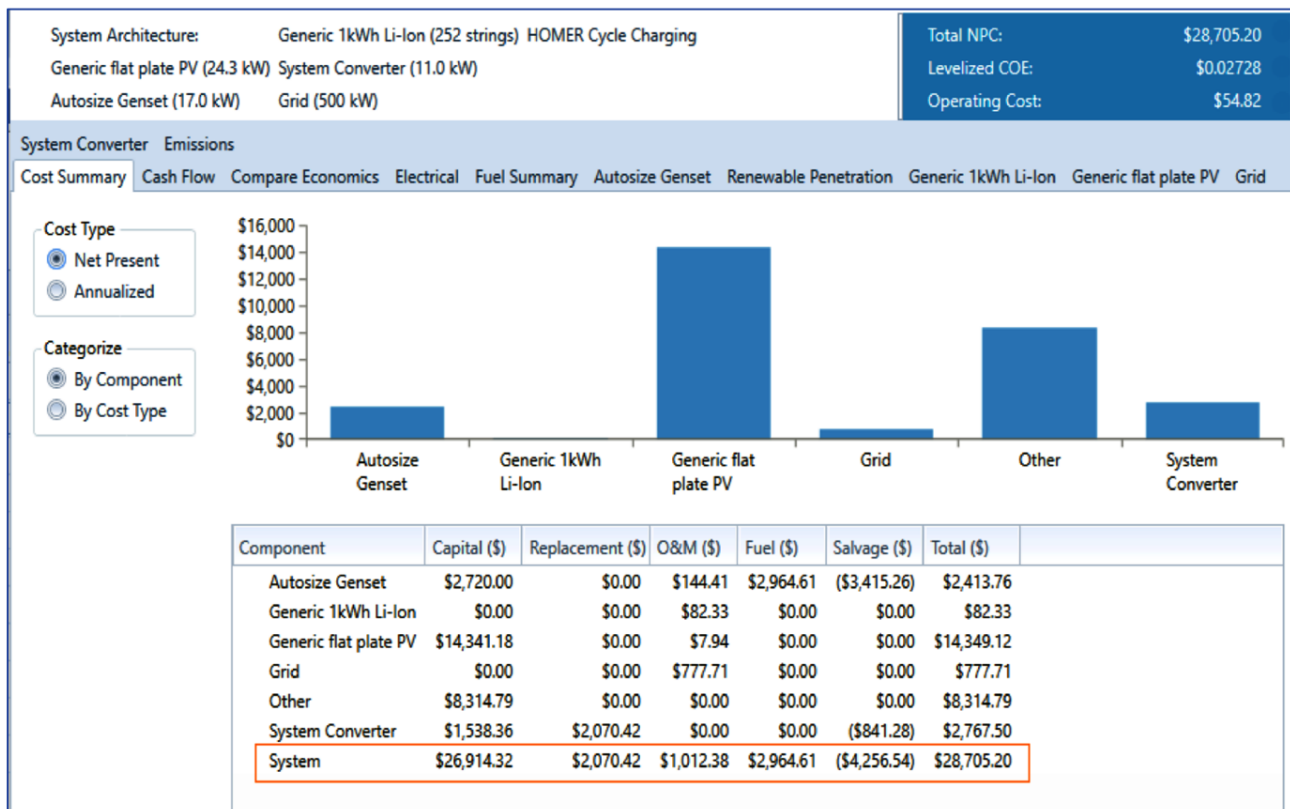 System Architecture: Generic 1kWh Li-Ion (252 strings) HOMER Cycle Charging
Generic flat plate PV (24.3 kW) System Converter (11.0 kW)
Autosize Genset (17.0 kW) Grid (500 kW)
Total NPC: $28,705.20
Levelized COE: $0.02728
Operating Cost: $54.82
System Converter Emissions
Cost Summary Cash Flow Compare Economics Electrical Fuel Summary Autosize Genset Renewable Penetration Generic 1kWh Li-Ion Generic flat plate PV Grid
Cost Type
Net Present
Annualized
Categorize
By Component
By Cost Type
$16,000
$14,000
$12,000
$10,000
$8,000
$6,000
$4,000
$2,000
$0
Autosize Genset
Generic 1kWh Li-Ion
Generic flat plate PV
Grid
Other
System Converter
Component Capital ($) Replacement ($) O&M ($) Fuel ($) Salvage ($) Total ($)
Autosize Genset $2,720.00 $0.00 $144.41 $2,964.61 ($3,415.26) $2,413.76
Generic 1kWh Li-Ion $0.00 $0.00 $82.33 $0.00 $0.00 $82.33
Generic flat plate PV $14,341.18 $0.00 $7.94 $0.00 $0.00 $14,349.12
Grid $0.00 $0.00 $777.71 $0.00 $0.00 $777.71
Other $8,314.79 $0.00 $0.00 $0.00 $0.00 $8,314.79
System Converter $1,538.36 $2,070.42 $0.00 $0.00 ($841.28) $2,767.50
System $26,914.32 $2,070.42 $1,012.38 $2,964.61 ($4,256.54) $28,705.20